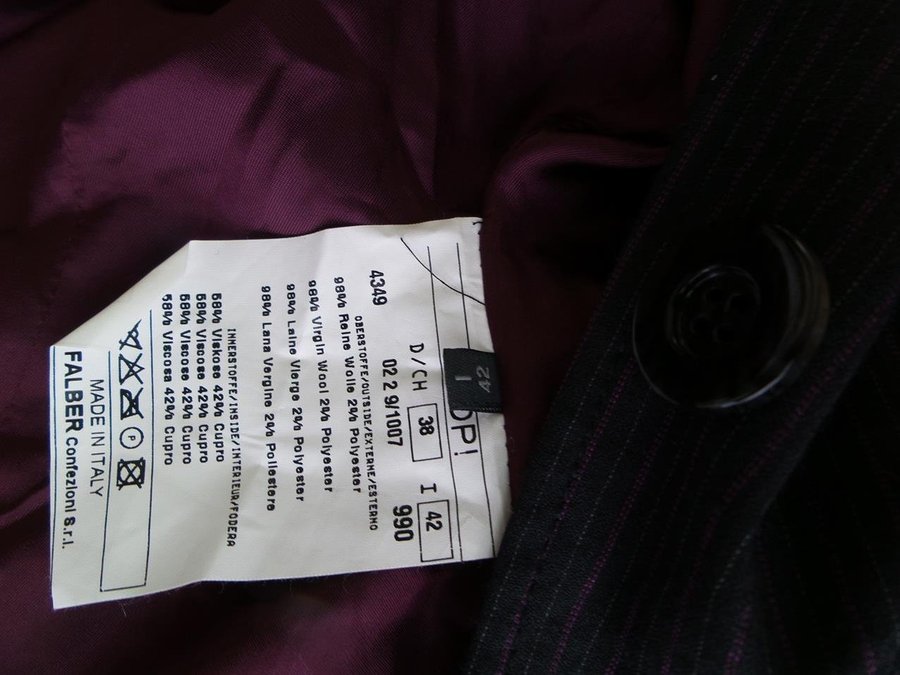 OP!
I
42
D/CH 38 I 42
4349 02 2 9/1007 990
OBERSTOFFE/OUTSIDE/EXTERNE/ESTERNO
98% Reine Wolle 2% Polyester
98% Virgin Wool 2% Polyester
98% Laine Vierge 2% Polyester
98% Lana Vergine 2% Poliestere
INNERSTOFFE/INSIDE/INTERIEUR/FODERA
58% Viskose 42% Cupro
58% Viscose 42% Cupro
58% Viscose 42% Cupro
58% Viscosa 42% Cupro
P
MADE IN ITALY
FALBER Confezioni S.r.l.